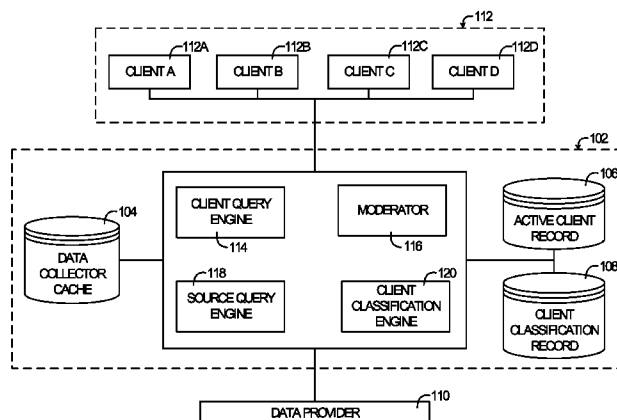 112
112A
112B
112C
112D
CLIENT A
CLIENT B
CLIENT C
CLIENT D
102
104
DATA
COLLECTOR
CACHE
CLIENT QUERY
ENGINE
114
MODERATOR
116
118
SOURCE QUERY
ENGINE
120
CLIENT
CLASSIFICATION
ENGINE
106
ACTIVE CLIENT
RECORD
108
CLIENT
CLASSIFICATION
RECORD
110
DATA PROVIDER